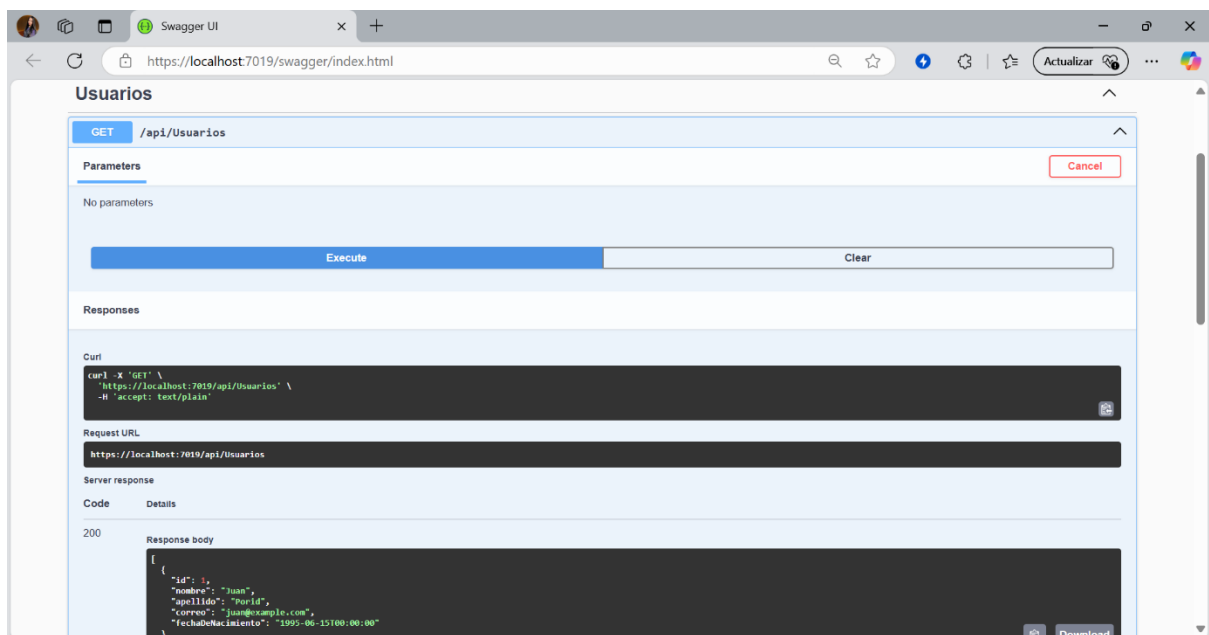 Swagger UI
https://localhost:7019/swagger/index.html
Actualizar
Usuarios
GET /api/Usuarios
Parameters
Cancel
No parameters
Execute
Clear
Responses
Curl
curl -X 'GET' \
'https://localhost:7019/api/Usuarios' \
-H 'accept: text/plain'
Request URL
https://localhost:7019/api/Usuarios
Server response
Code Details
200
Response body
[
{
"id": 1,
"nombre": "Juan",
"apellido": "Porid",
"correo": "juan@example.com",
"fechaDeNacimiento": "1995-06-15T00:00:00"
}
Download